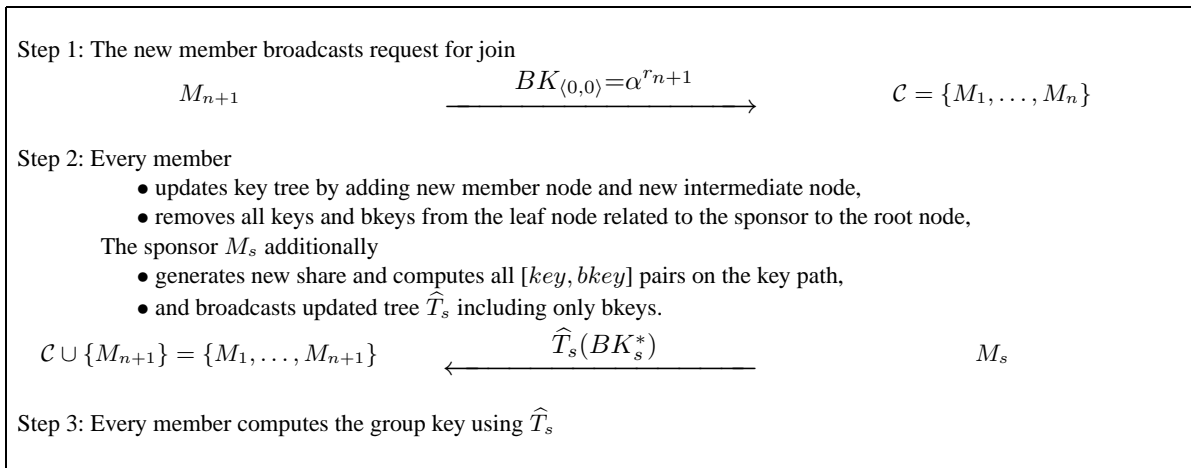 Step 1: The new member broadcasts request for join
M_{n+1} BK_{⟨0,0⟩}=α^{r_{n+1}} C = {M_1, . . . , M_n}
Step 2: Every member
• updates key tree by adding new member node and new intermediate node,
• removes all keys and bkeys from the leaf node related to the sponsor to the root node,
The sponsor M_s additionally
• generates new share and computes all [key, bkey] pairs on the key path,
• and broadcasts updated tree T̂_s including only bkeys.
C ∪ {M_{n+1}} = {M_1, . . . , M_{n+1}} T̂_s(BK_s^*) M_s
Step 3: Every member computes the group key using T̂_s